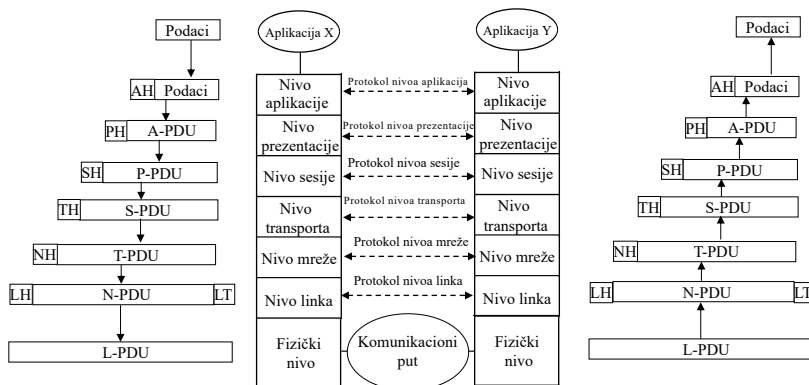 Podaci
AH Podaci
PH A-PDU
SH P-PDU
TH S-PDU
NH T-PDU
LH N-PDU LT
L-PDU
Aplikacija X
Nivo
aplikacije
Nivo
prezentacije
Nivo sesije
Nivo
transporta
Nivo mreže
Nivo linka
Fizički
nivo
Protokol nivoa aplikacija
Protokol nivoa prezentacije
Protokol nivoa sesije
Protokol nivoa transporta
Protokol nivoa mreže
Protokol nivoa linka
Komunikacioni
put
Aplikacija Y
Nivo
aplikacije
Nivo
prezentacije
Nivo sesije
Nivo
transporta
Nivo mreže
Nivo linka
Fizički
nivo
Podaci
AH Podaci
PH A-PDU
SH P-PDU
TH S-PDU
NH T-PDU
LH N-PDU LT
L-PDU